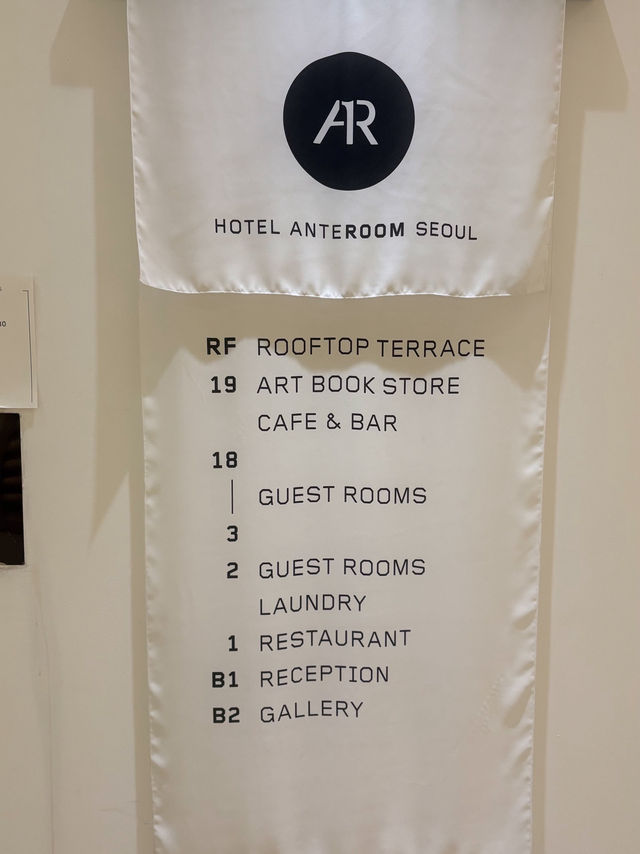 AR
HOTEL ANTEROOM SEOUL
RF ROOFTOP TERRACE
19 ART BOOK STORE
CAFE & BAR
18
| GUEST ROOMS
3
2 GUEST ROOMS
LAUNDRY
1 RESTAURANT
B1 RECEPTION
B2 GALLERY